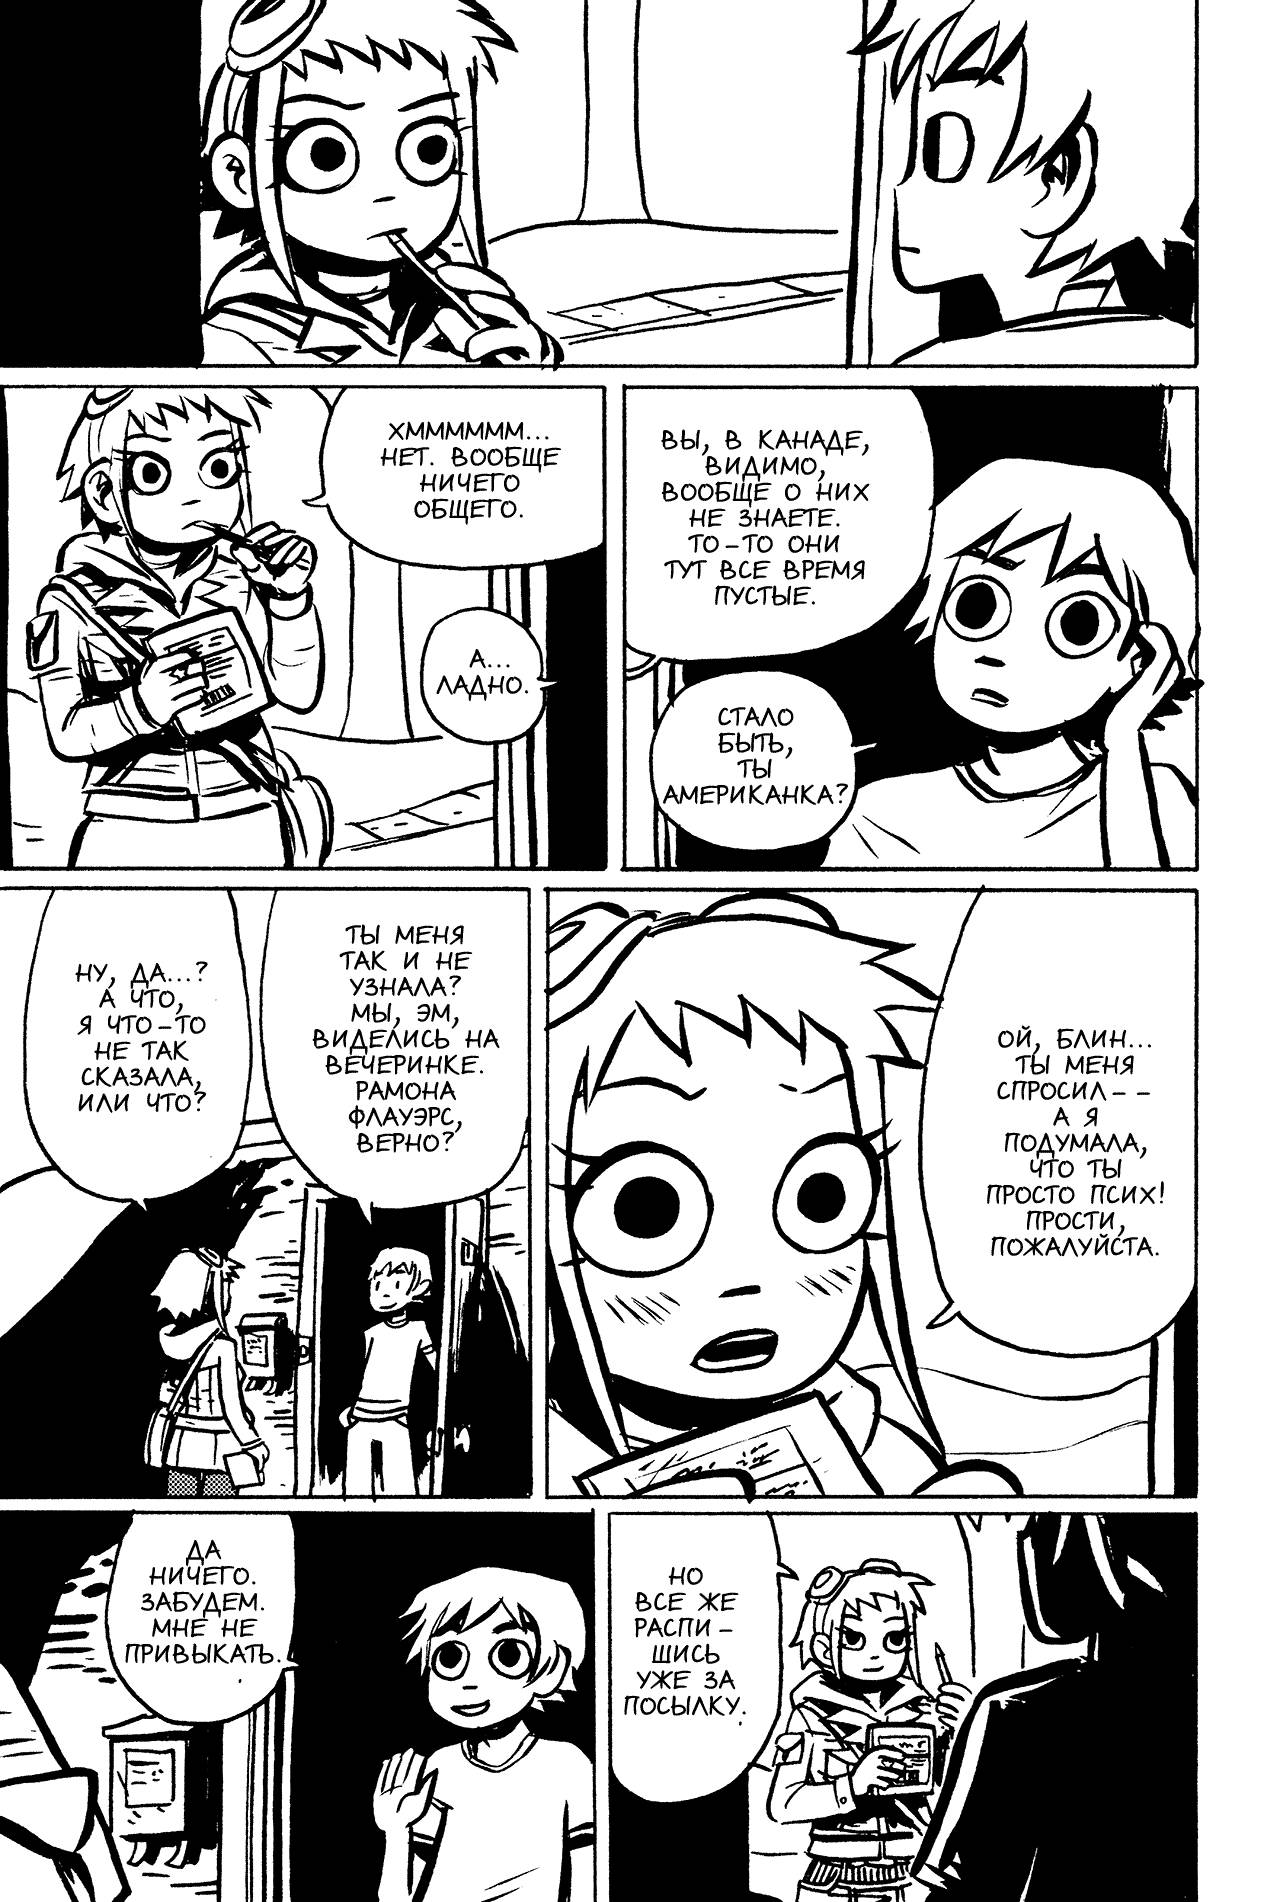 ХММММММ...
НЕТ. ВООБЩЕ
НИЧЕГО
ОБЩЕГО.
А...
ЛАДНО.
ВЫ, В КАНАДЕ,
ВИДИМО,
ВООБЩЕ О НИХ
НЕ ЗНАЕТЕ.
ТО-ТО ОНИ
ТУТ ВСЕ ВРЕМЯ
ПУСТЫЕ.
СТАЛО
БЫТЬ,
ТЫ
АМЕРИКАНКА?
НУ, ДА...?
А ЧТО,
Я ЧТО-ТО
НЕ ТАК
СКАЗАЛА,
ИЛИ ЧТО?
ТЫ МЕНЯ
ТАК И НЕ
УЗНАЛА?
МЫ, ЭМ,
ВИДЕЛИСЬ НА
ВЕЧЕРИНКЕ.
РАМОНА
ФЛАУЭРС,
ВЕРНО?
ОЙ, БЛИН...
ТЫ МЕНЯ
СПРОСИЛ--
А Я
ПОДУМАЛА,
ЧТО ТЫ
ПРОСТО ПСИХ!
ПРОСТИ,
ПОЖАЛУЙСТА.
ДА
НИЧЕГО.
ЗАБУДЕМ.
МНЕ НЕ
ПРИВЫКАТЬ.
НО
ВСЕ ЖЕ
РАСПИ-
ШИСЬ
УЖЕ ЗА
ПОСЫЛКУ.